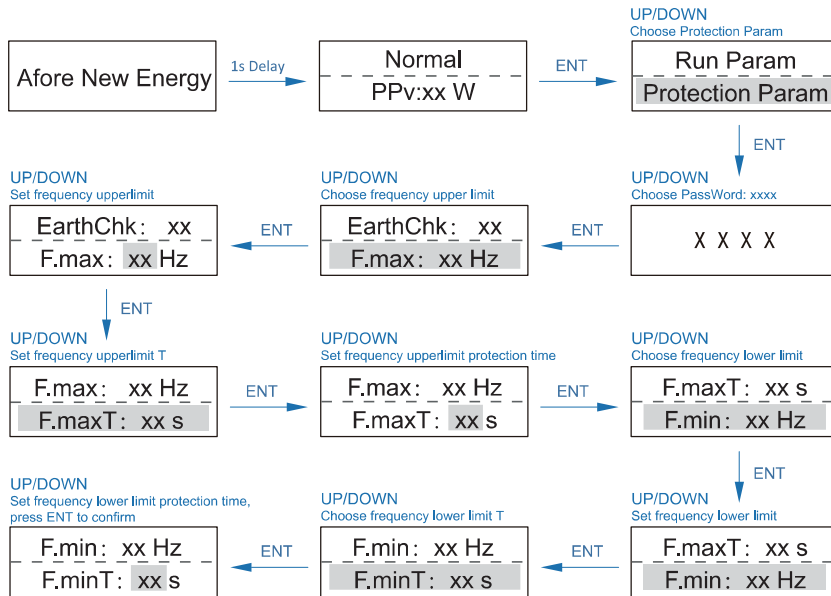 UP/DOWN
Choose Protection Param
Afore New Energy
1s Delay
Normal
PPv:xx W
ENT
Run Param
Protection Param
ENT
UP/DOWN
Set frequency upperlimit
EarthChk: xx
F.max: xx Hz
ENT
UP/DOWN
Choose frequency upper limit
EarthChk: xx
F.max: xx Hz
ENT
UP/DOWN
Choose PassWord: xxxx
X X X X
ENT
UP/DOWN
Set frequency upperlimit T
F.max: xx Hz
F.maxT: xx s
ENT
UP/DOWN
Set frequency upperlimit protection time
F.max: xx Hz
F.maxT: xx s
ENT
UP/DOWN
Choose frequency lower limit
F.maxT: xx s
F.min: xx Hz
ENT
UP/DOWN
Set frequency lower limit protection time,
press ENT to confirm
F.min: xx Hz
F.minT: xx s
ENT
UP/DOWN
Choose frequency lower limit T
F.min: xx Hz
F.minT: xx s
ENT
UP/DOWN
Set frequency lower limit
F.maxT: xx s
F.min: xx Hz